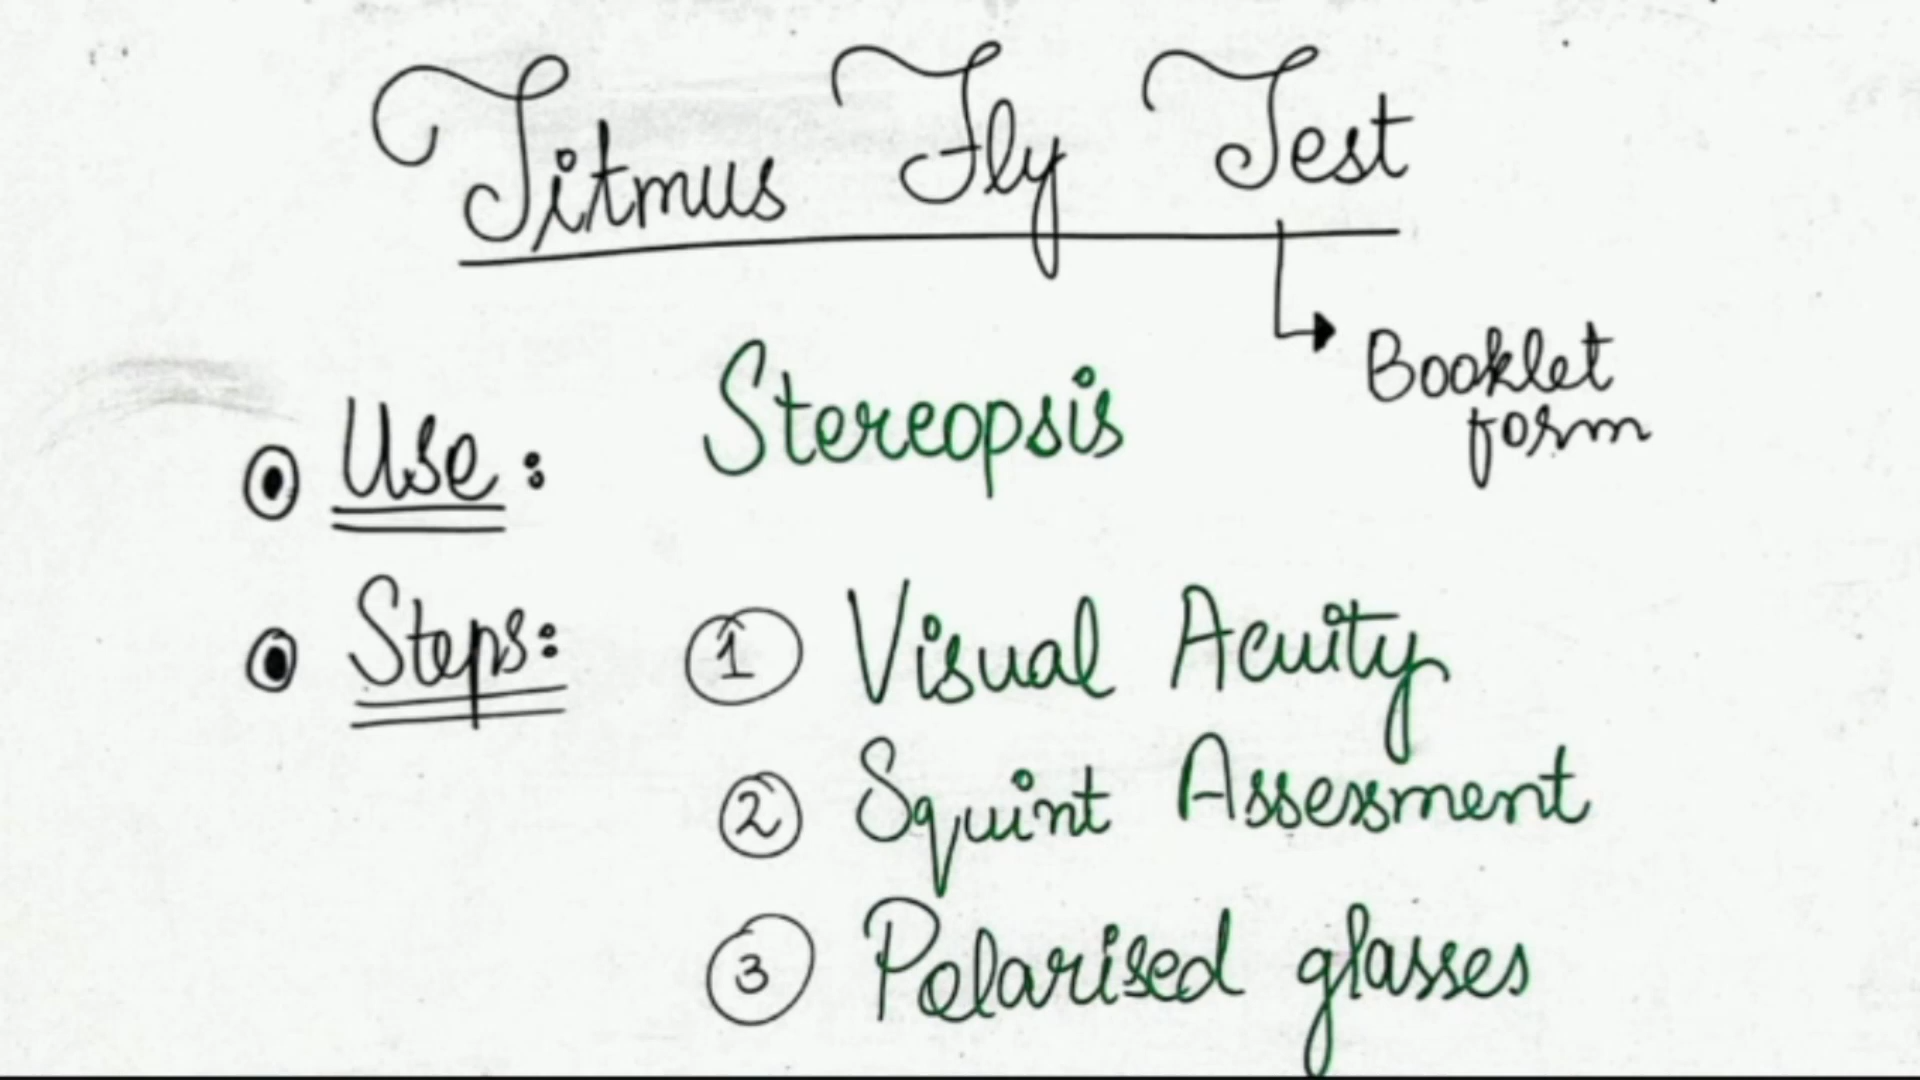 Titmus Fly Test
Booklet
form
Use: Stereopsis
Steps: 1 Visual Acuity
2 Squint Assessment
3 Polarised glasses